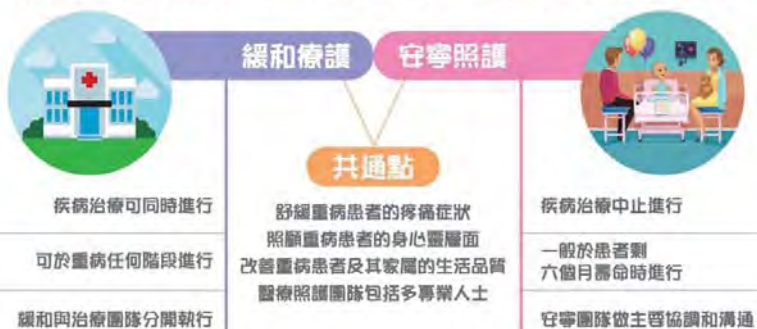 緩和療護
安寧照護
共通點
疾病治療可同時進行
可於重病任何階段進行
緩和與治療團隊分開執行
舒緩重病患者的疼痛症狀
照顧重病患者的身心靈層面
改善重病患者及其家屬的生活品質
醫療照護團隊包括多專業人士
疾病治療中止進行
一般於患者剩
六個月壽命時進行
安寧團隊做主要協調和溝通